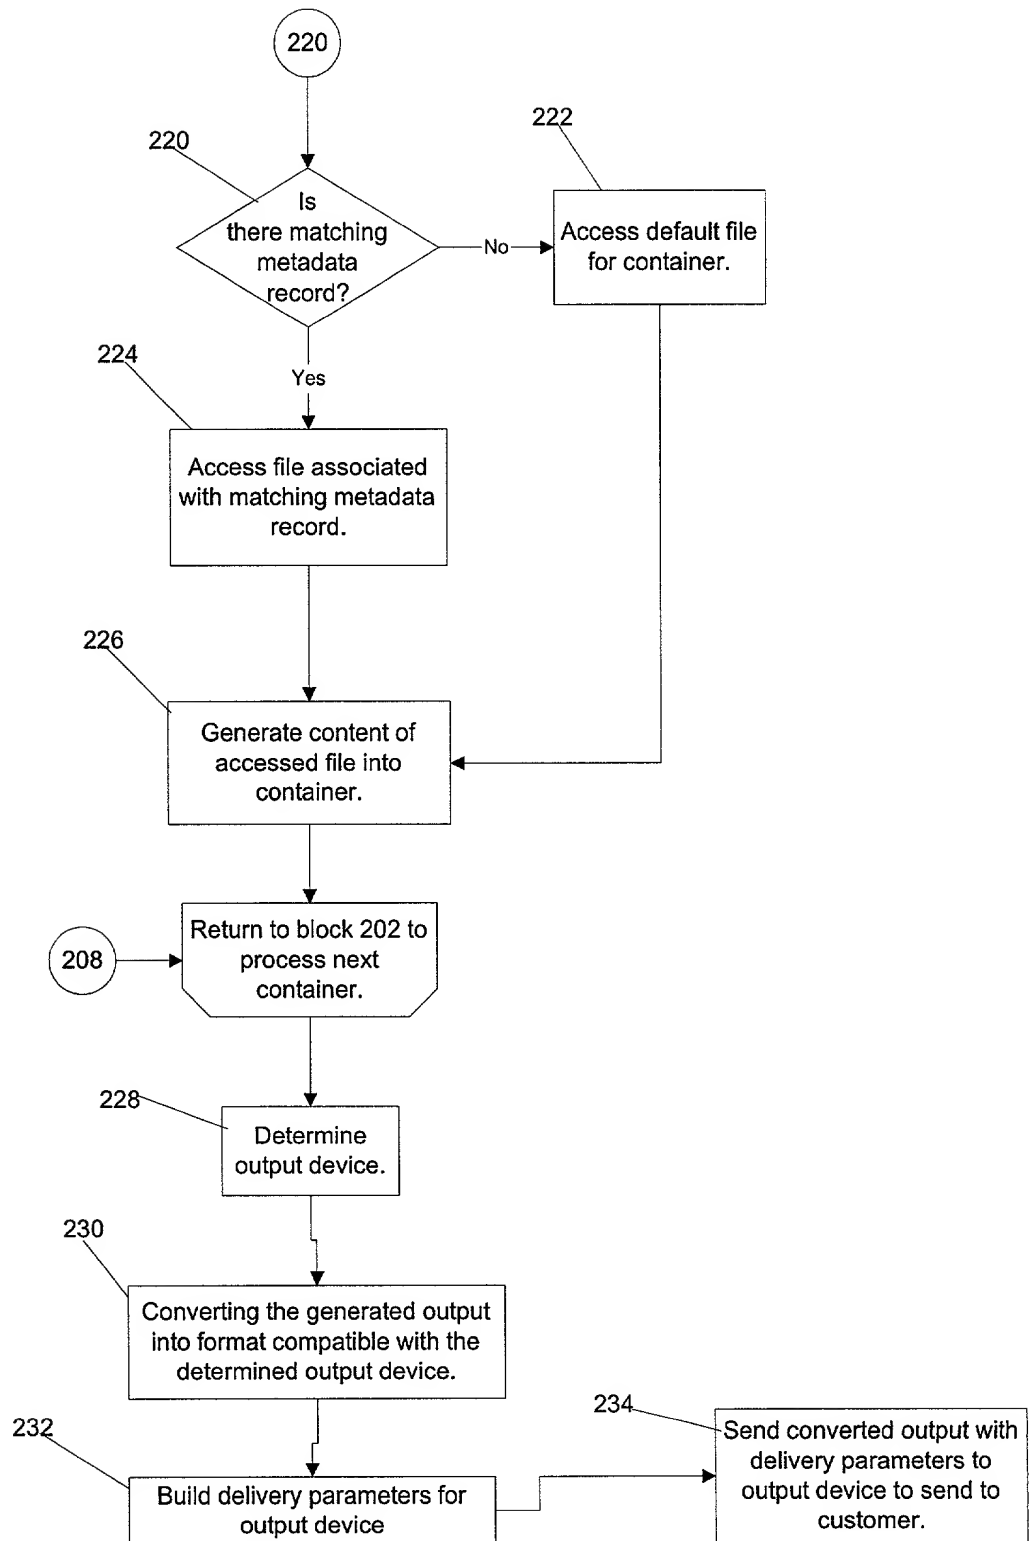 220
222
220
Is
there matching
metadata
record?
No
Access default file
for container.
224
Yes
Access file associated
with matching metadata
record.
226
Generate content of
accessed file into
container.
208
Return to block 202 to
process next
container.
228
Determine
output device.
230
Converting the generated output
into format compatible with the
determined output device.
232
Build delivery parameters for
output device
234
Send converted output with
delivery parameters to
output device to send to
customer.